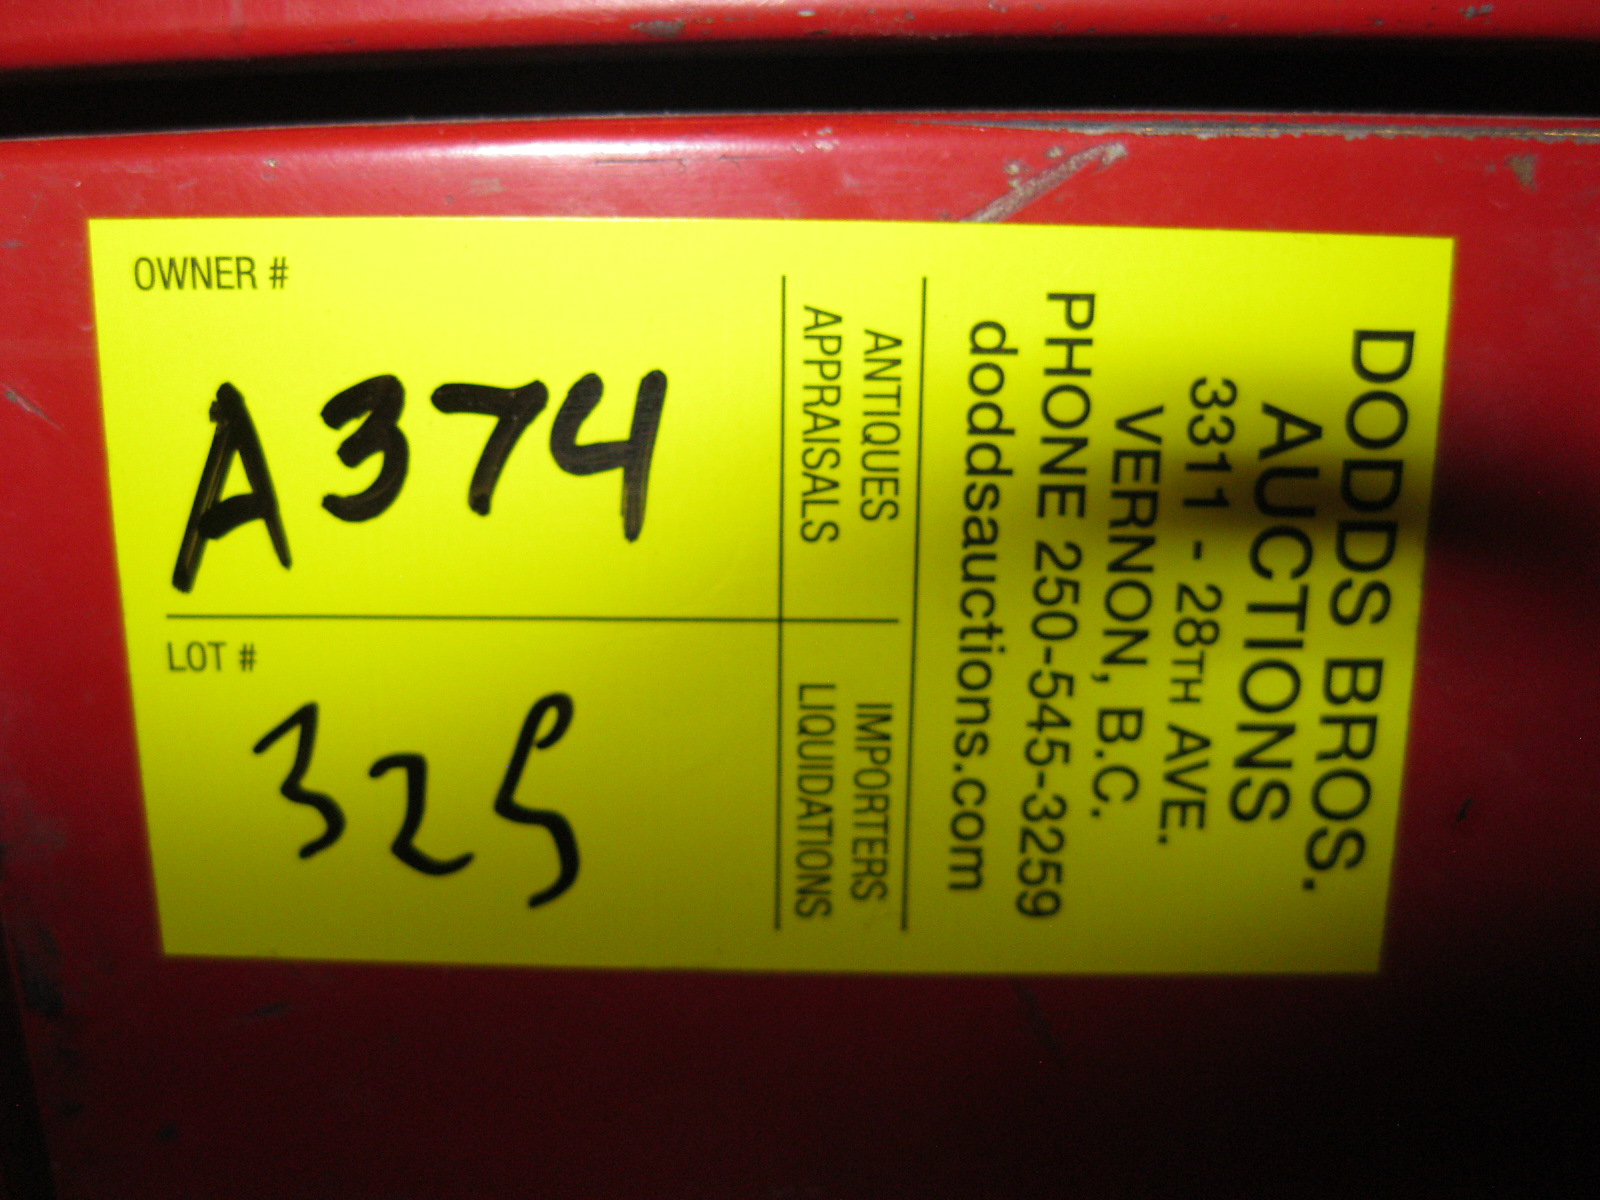 DODDS BROS.
AUCTIONS
3311 - 28TH AVE.
VERNON, B.C.
PHONE 250-545-3259
doddsauctions.com
ANTIQUES
APPRAISALS
IMPORTERS
LIQUIDATIONS
OWNER #
A374
LOT #
325